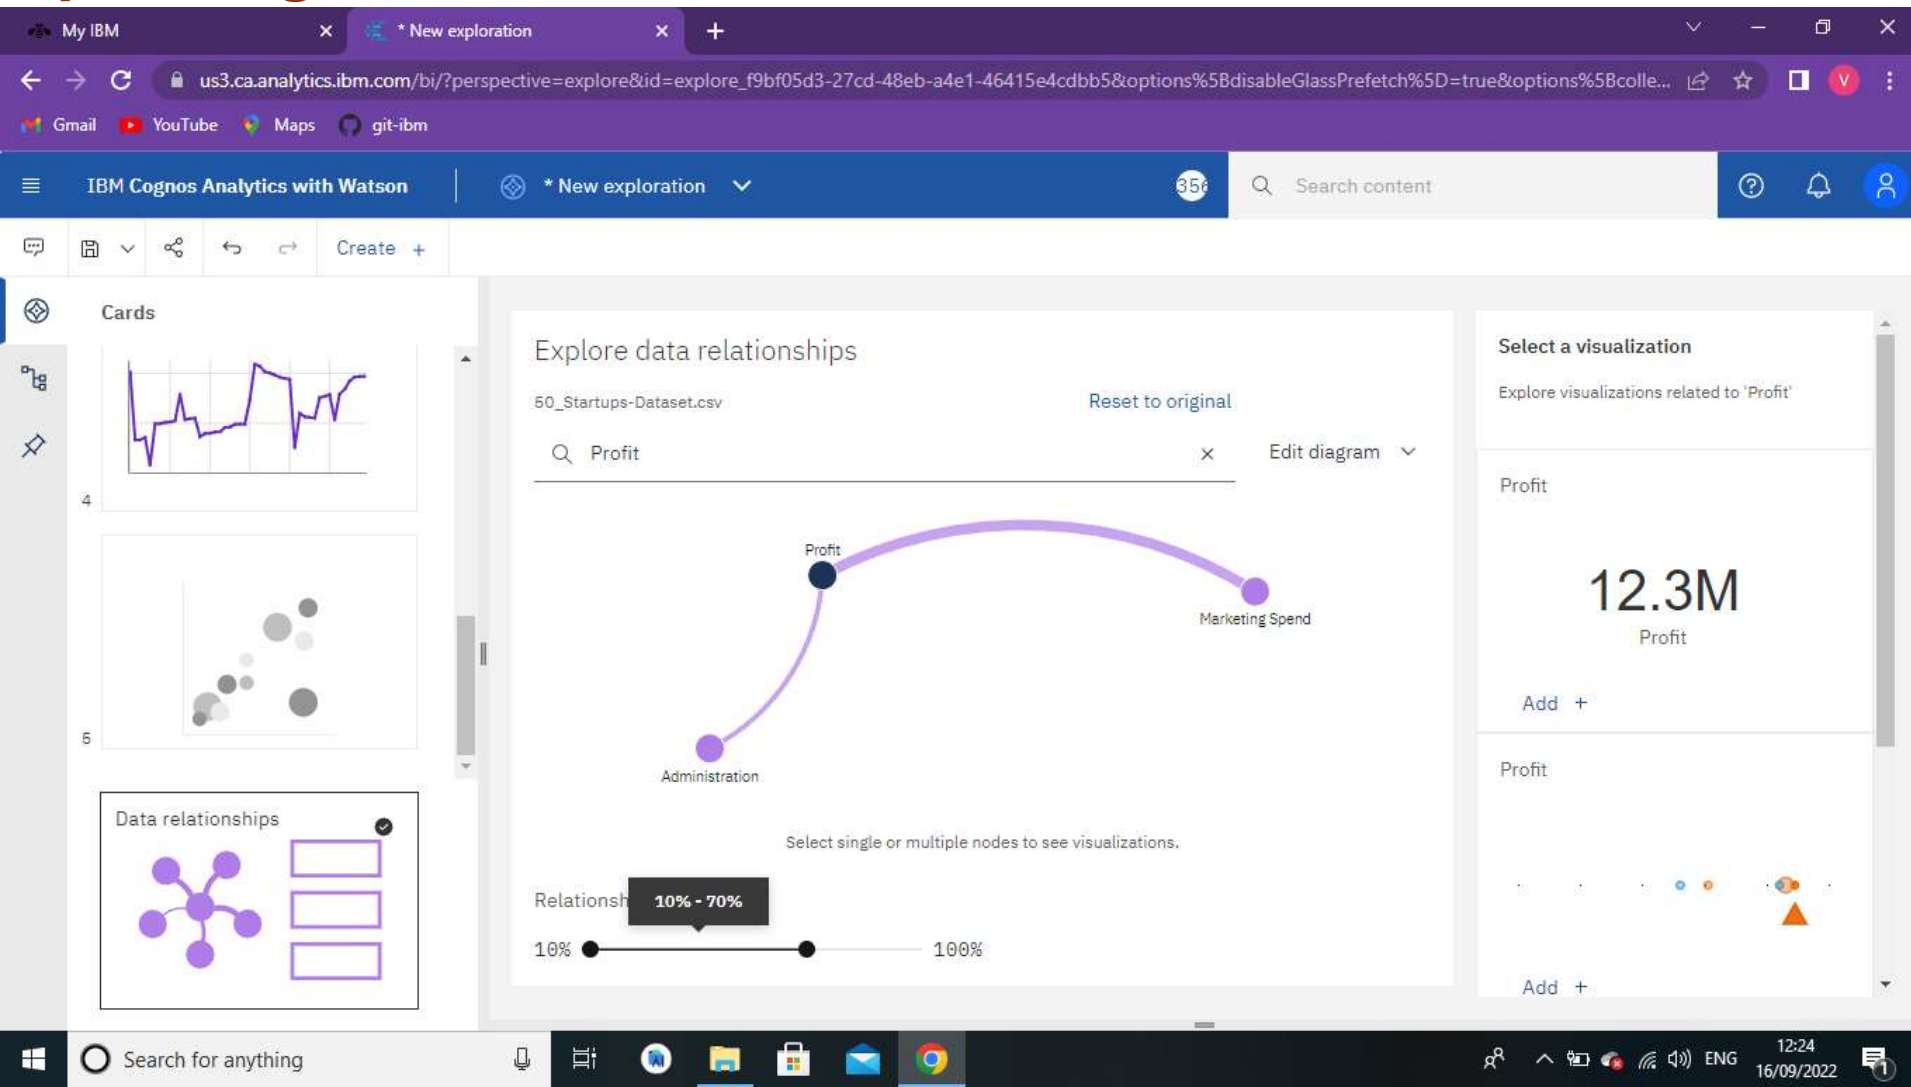 My IBM
* New exploration
us3.ca.analytics.ibm.com/bi/?perspective=explore&id=explore_f9bf05d3-27cd-48eb-a4e1-46415e4cdbb5&options%5BdisableGlassPrefetch%5D=true&options%5Bcolle...
V
Gmail
YouTube
Maps
git-ibm
IBM Cognos Analytics with Watson
* New exploration
Search content
Create +
Cards
4
5
Data relationships
Explore data relationships
50_Startups-Dataset.csv
Reset to original
Profit
Edit diagram
Profit
Marketing Spend
Administration
Select single or multiple nodes to see visualizations.
Relationsh
10% - 70%
10%
100%
Select a visualization
Explore visualizations related to 'Profit'
Profit
12.3M
Profit
Add +
Profit
Add +
Search for anything
ENG
12:24
16/09/2022
1